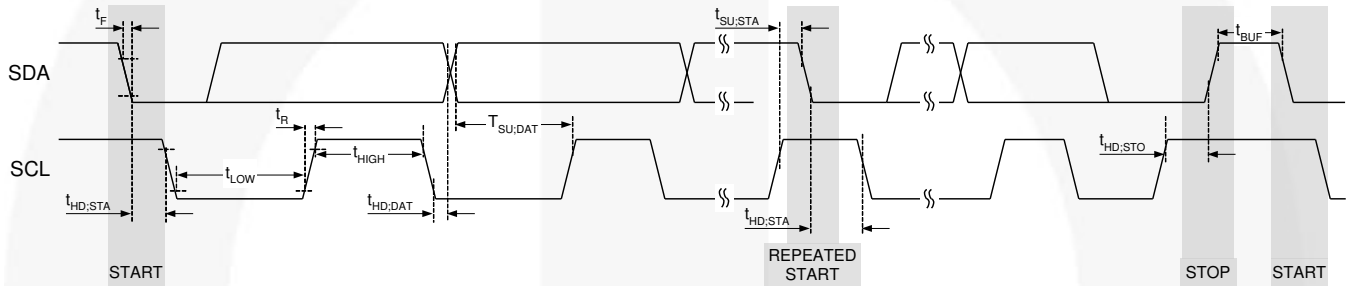 tF
tSU;STA
tBUF
SDA
tR
TSU;DAT
tHIGH
SCL
tLOW
tHD;STO
tHD;STA
tHD;DAT
tHD;STA
REPEATED
START
START
STOP
START